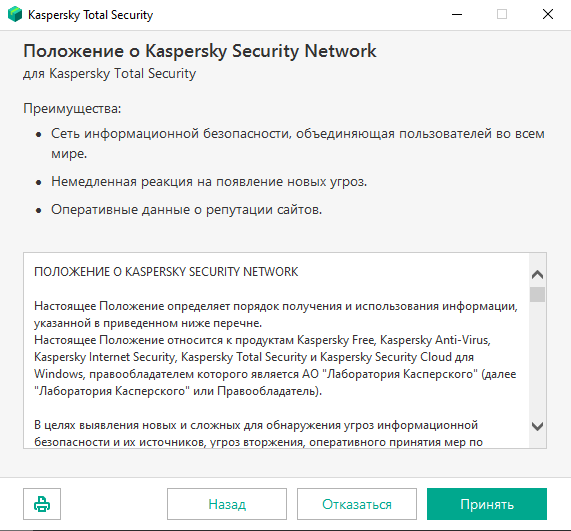 Kaspersky Total Security
Положение о Kaspersky Security Network
для Kaspersky Total Security
Преимущества:
• Сеть информационной безопасности, объединяющая пользователей во всем
мире.
• Немедленная реакция на появление новых угроз.
• Оперативные данные о репутации сайтов.
ПОЛОЖЕНИЕ О KASPERSKY SECURITY NETWORK
Настоящее Положение определяет порядок получения и использования информации,
указанной в приведенном ниже перечне.
Настоящее Положение относится к продуктам Kaspersky Free, Kaspersky Anti-Virus,
Kaspersky Internet Security, Kaspersky Total Security и Kaspersky Security Cloud для
Windows, правообладателем которого является АО "Лаборатория Касперского" (далее
"Лаборатория Касперского" или Правообладатель).
В целях выявления новых и сложных для обнаружения угроз информационной
безопасности и их источников, угроз вторжения, оперативного принятия мер по
Назад
Отказаться
Принять